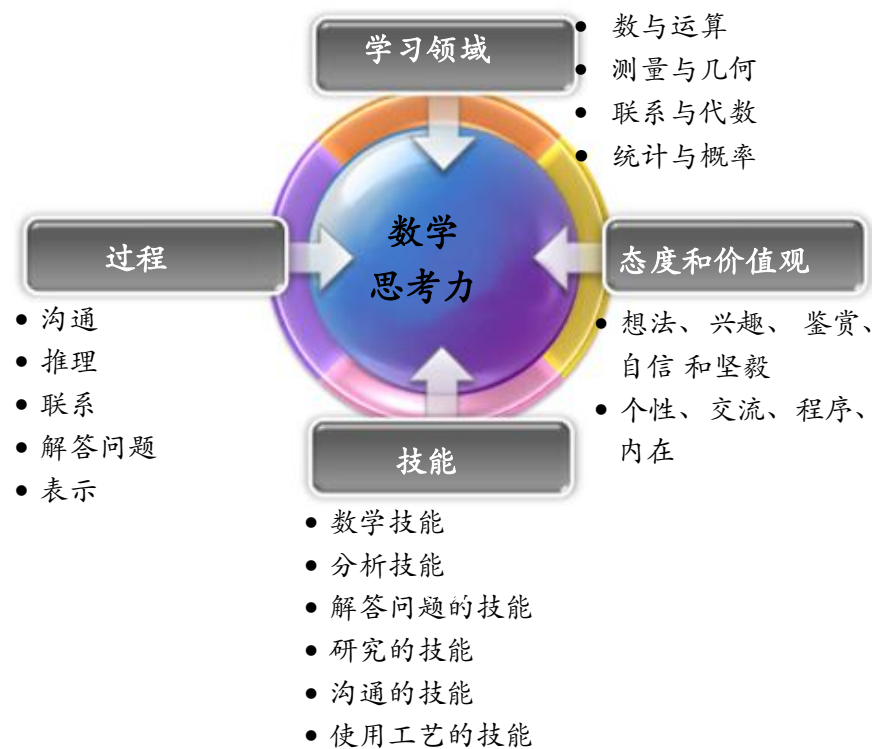 学习领域
• 数与运算
• 测量与几何
• 联系与代数
• 统计与概率
数学
思考力
过程
• 沟通
• 推理
• 联系
• 解答问题
• 表示
态度和价值观
• 想法、兴趣、 鉴赏、
自信 和坚毅
• 个性、交流、程序、
内在
技能
• 数学技能
• 分析技能
• 解答问题的技能
• 研究的技能
• 沟通的技能
• 使用工艺的技能